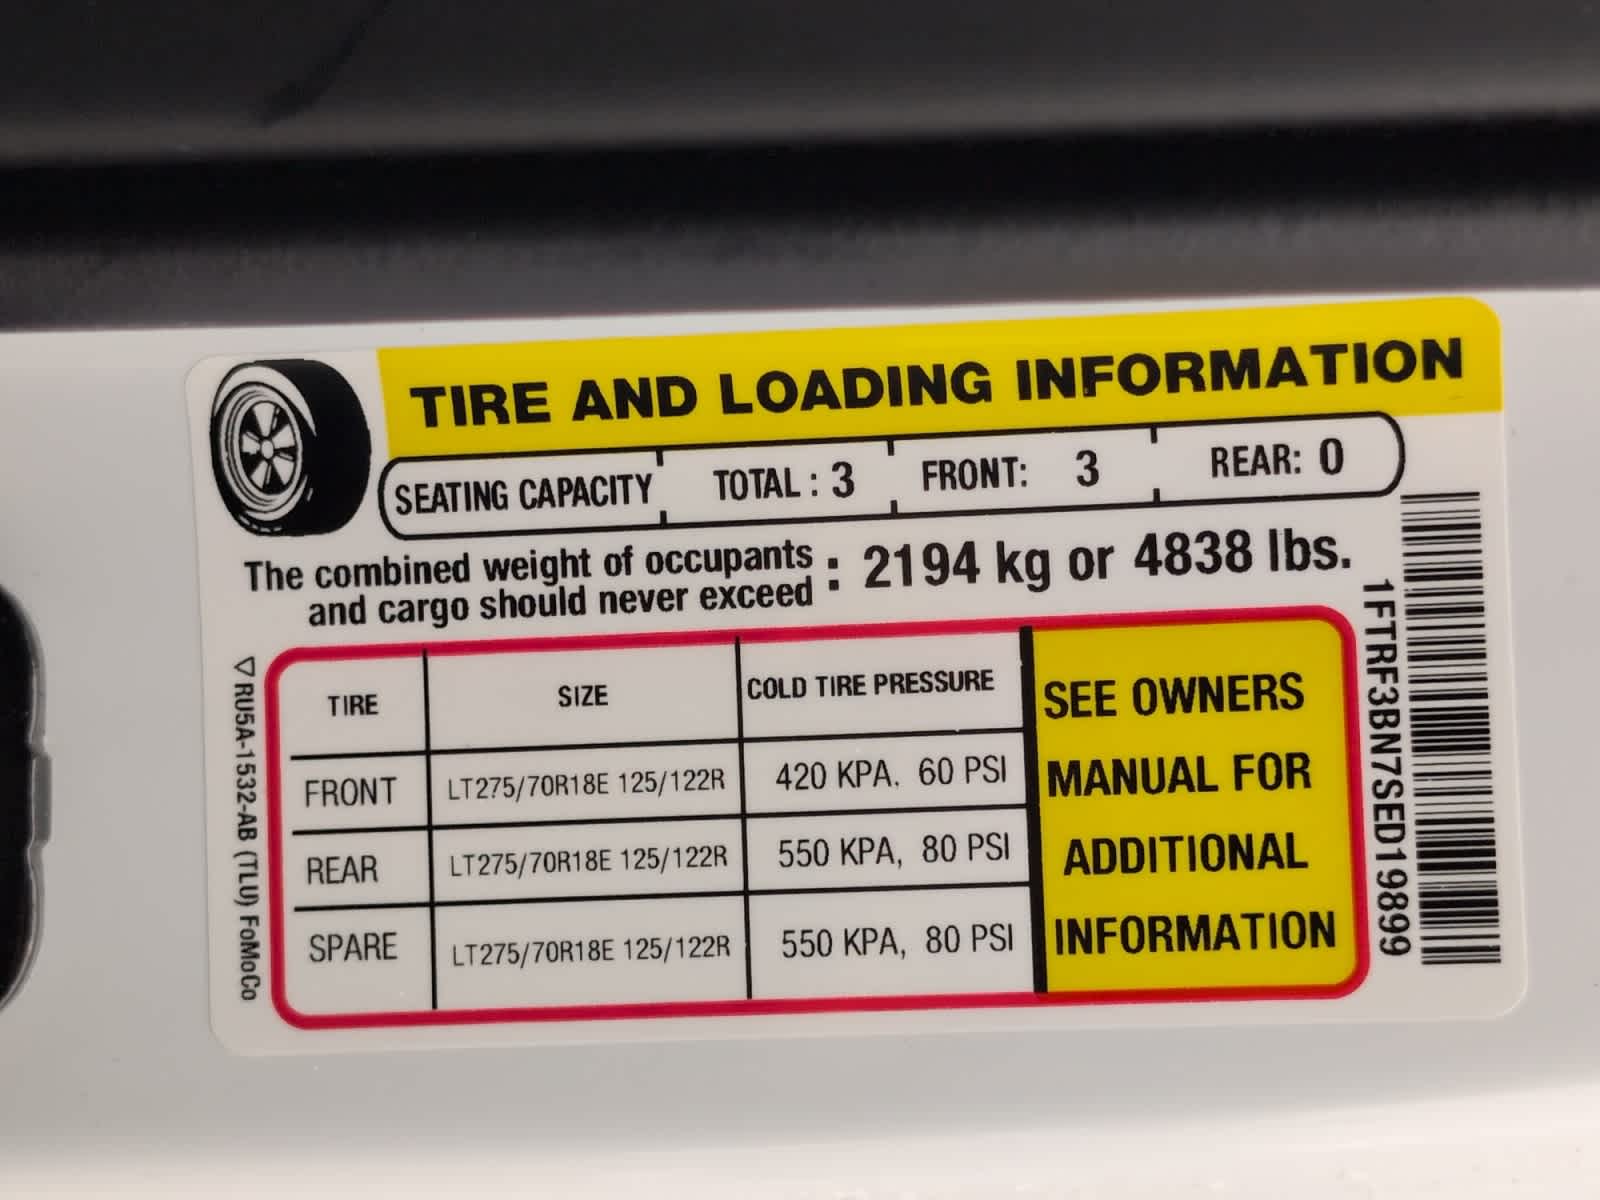 TIRE AND LOADING INFORMATION
SEATING CAPACITY TOTAL : 3 FRONT: 3 REAR: 0
The combined weight of occupants
and cargo should never exceed : 2194 kg or 4838 lbs.
TIRE SIZE COLD TIRE PRESSURE
FRONT LT275/70R18E 125/122R 420 KPA, 60 PSI
REAR LT275/70R18E 125/122R 550 KPA, 80 PSI
SPARE LT275/70R18E 125/122R 550 KPA, 80 PSI
SEE OWNERS
MANUAL FOR
ADDITIONAL
INFORMATION
1FTRF3BN7SED19899
▽RU5A-1532-AB (TLU) FoMoCo